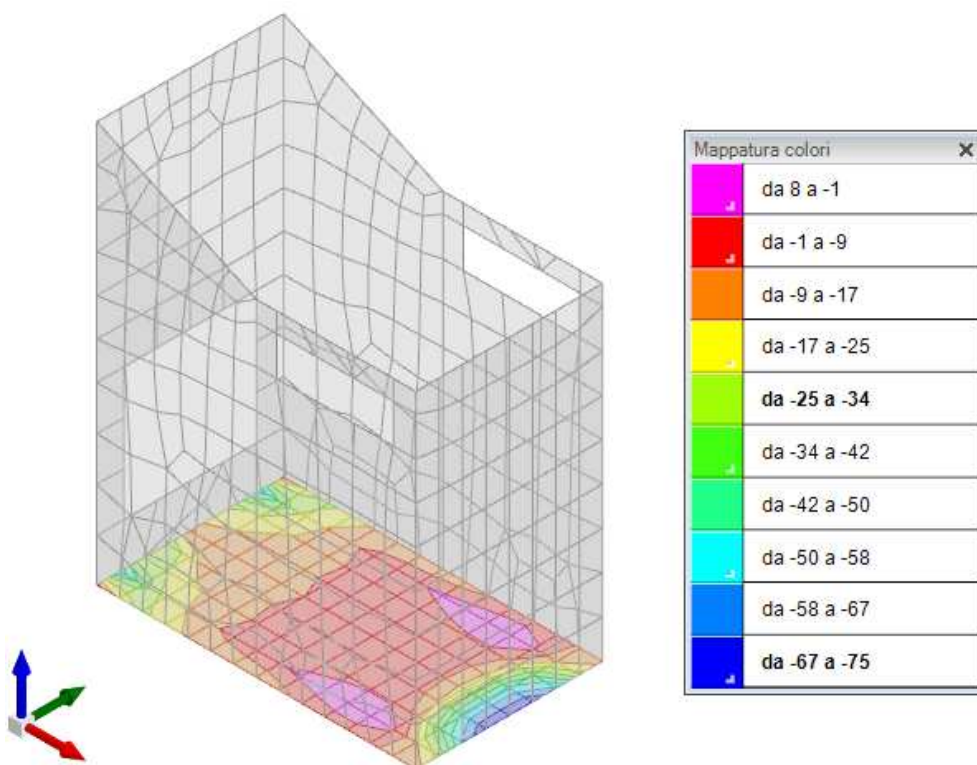 Mappatura colori
da 8 a -1
da -1 a -9
da -9 a -17
da -17 a -25
da -25 a -34
da -34 a -42
da -42 a -50
da -50 a -58
da -58 a -67
da -67 a -75